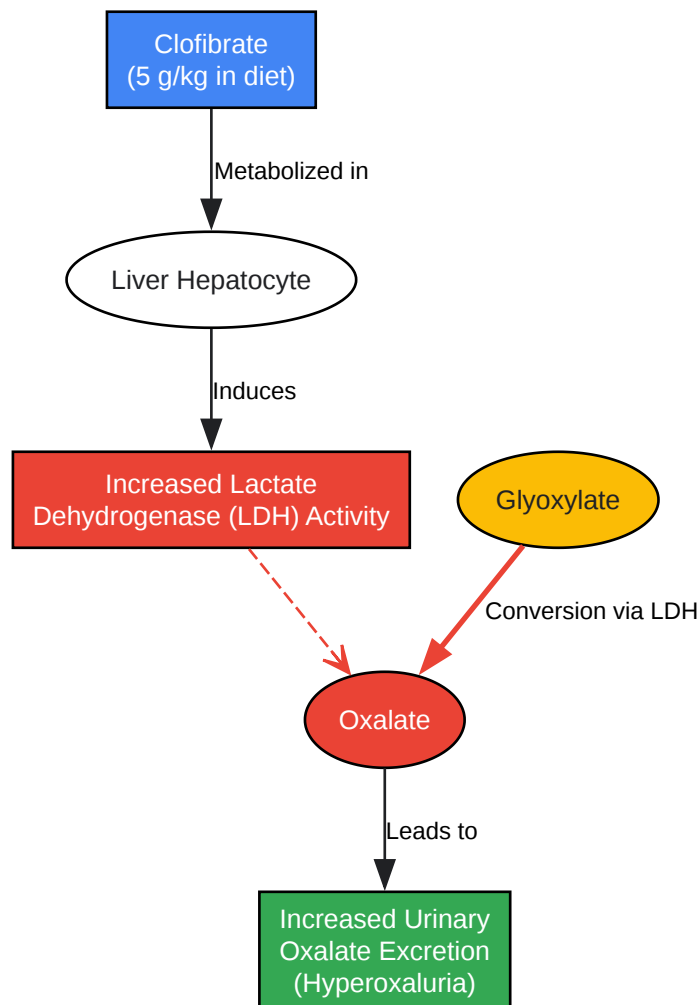 Clofibrate
(5 g/kg in diet)
Metabolized in
Liver Hepatocyte
Induces
Increased Lactate
Dehydrogenase (LDH) Activity
Glyoxylate
Conversion via LDH
Oxalate
Leads to
Increased Urinary
Oxalate Excretion
(Hyperoxaluria)